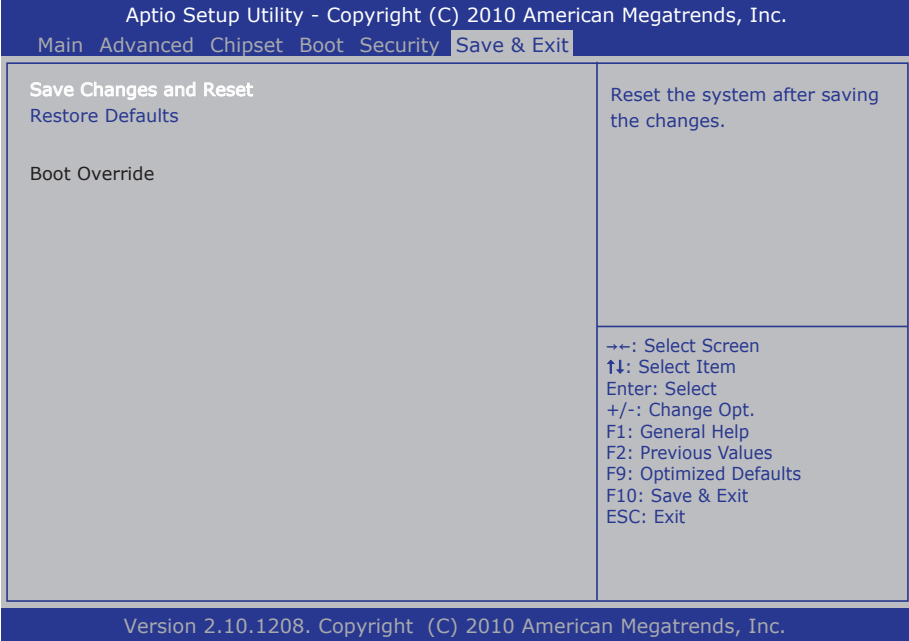 Aptio Setup Utility - Copyright (C) 2010 American Megatrends, Inc.
Main Advanced Chipset Boot Security Save & Exit
Save Changes and Reset
Restore Defaults
Boot Override
Reset the system after saving
the changes.
→←: Select Screen
↑↓: Select Item
Enter: Select
+/-: Change Opt.
F1: General Help
F2: Previous Values
F9: Optimized Defaults
F10: Save & Exit
ESC: Exit
Version 2.10.1208. Copyright (C) 2010 American Megatrends, Inc.